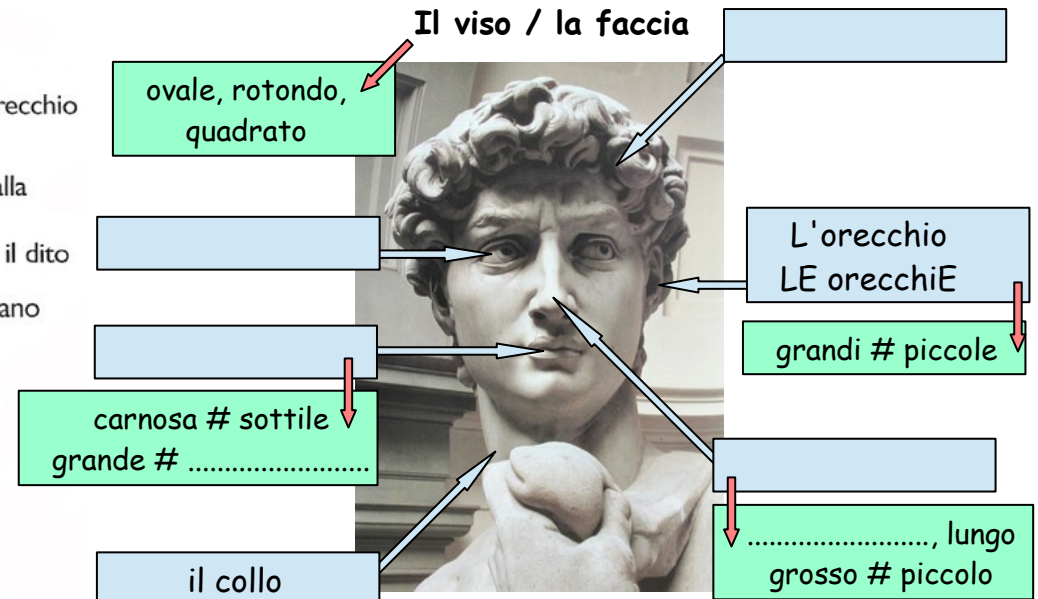 Il viso / la faccia
ovale, rotondo,
quadrato
recchio
alla
il dito
ano
L'orecchio
LE orecchiE
grandi # piccole
carnosa # sottile
grande # ........................
........................, lungo
grosso # piccolo
il collo